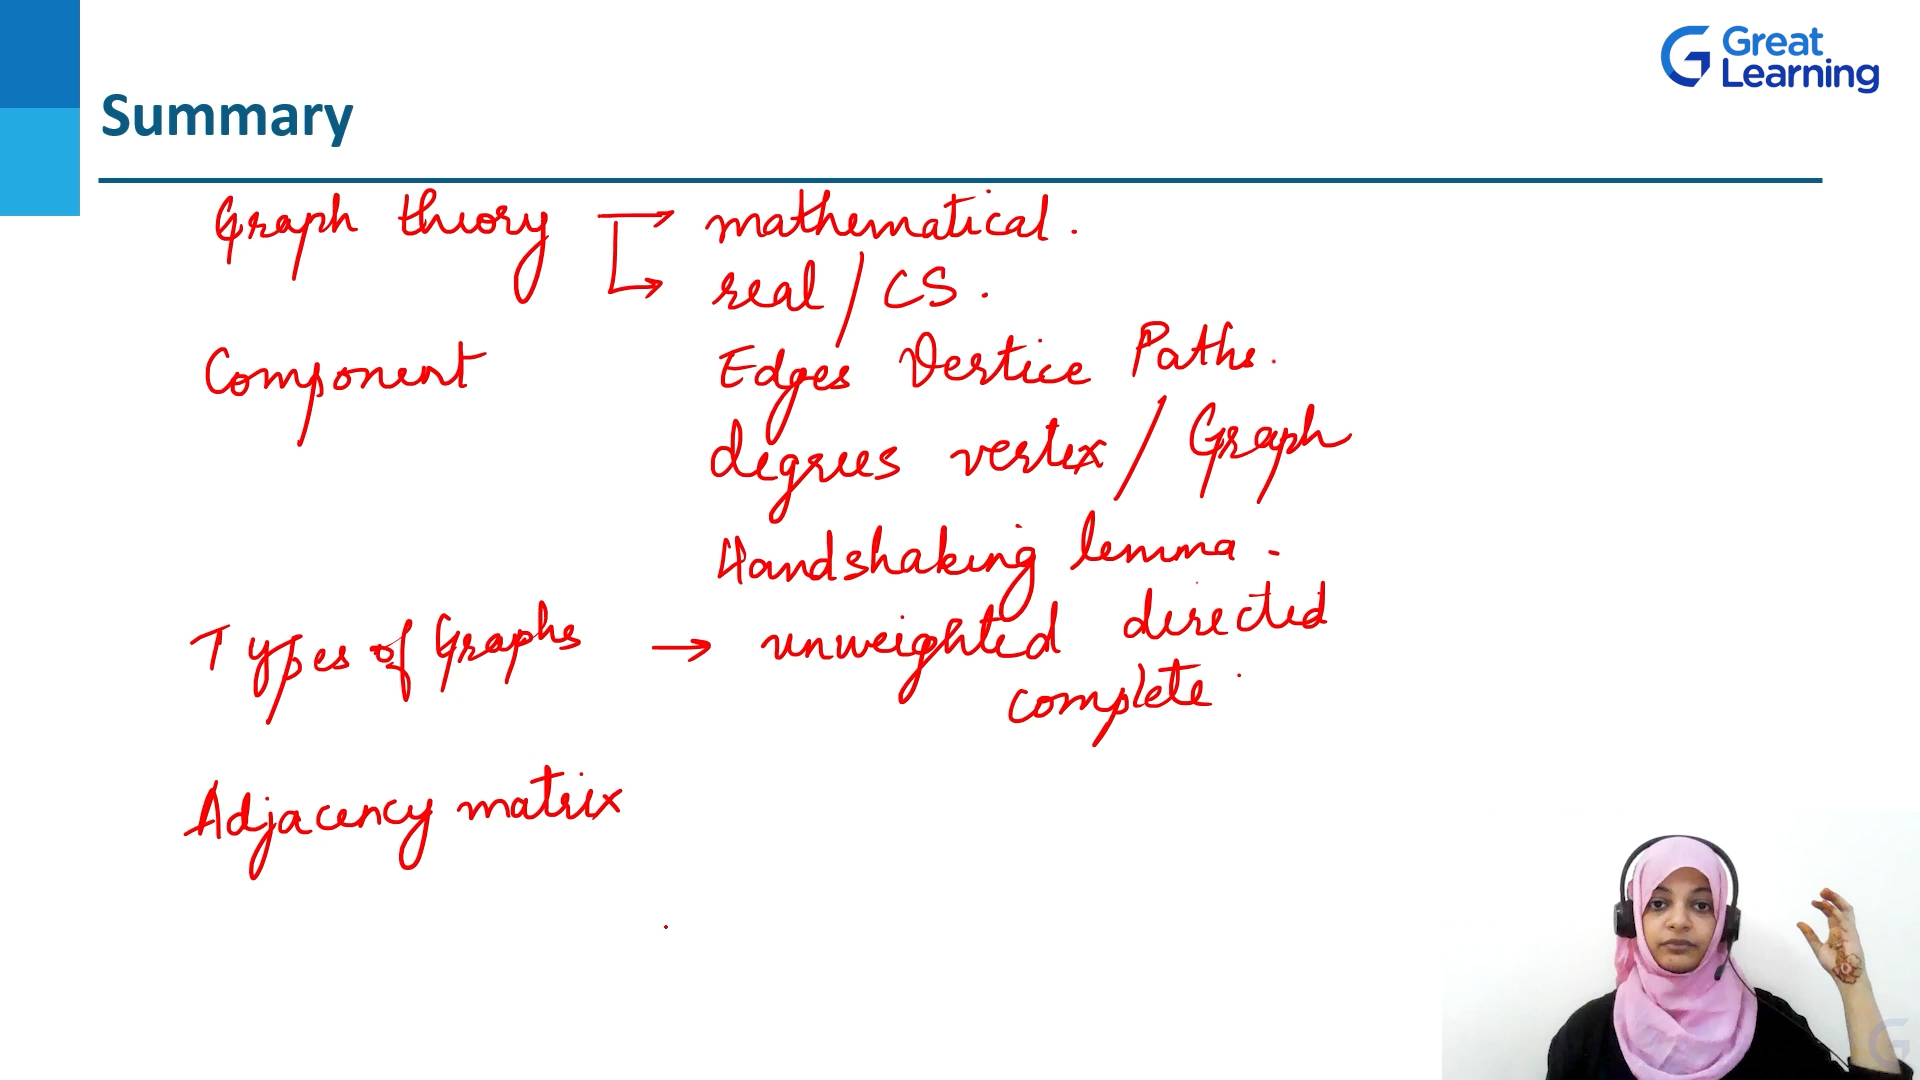 Great
Learning
Summary
Graph theory → mathematical.
→ real / CS.
Component Edges Vertice Paths.
degrees vertex / Graph
Handshaking lemma.
Types of Graphs → unweighted directed
complete
Adjacency matrix